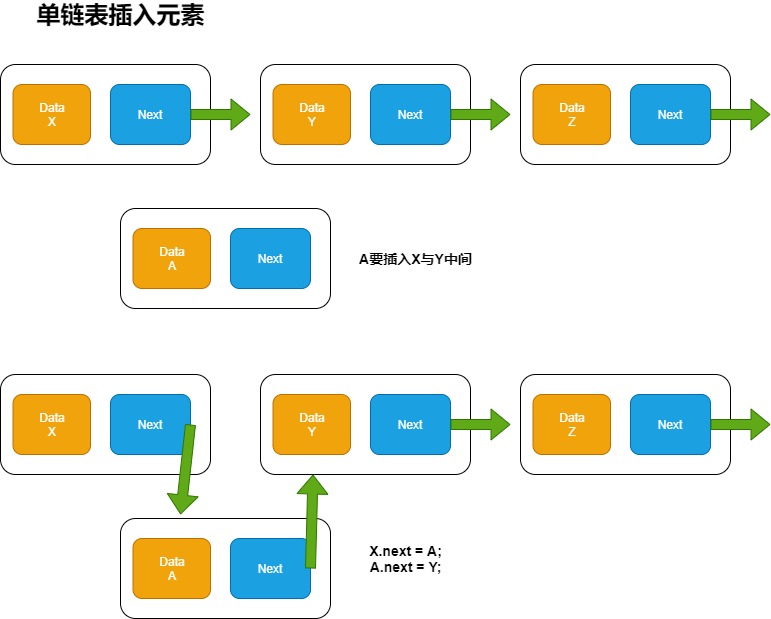 单链表插入元素
Data
X
Next
Data
Y
Next
Data
Z
Next
Data
A
Next
A要插入X与Y中间
Data
X
Next
Data
Y
Next
Data
Z
Next
Data
A
Next
X.next = A;
A.next = Y;